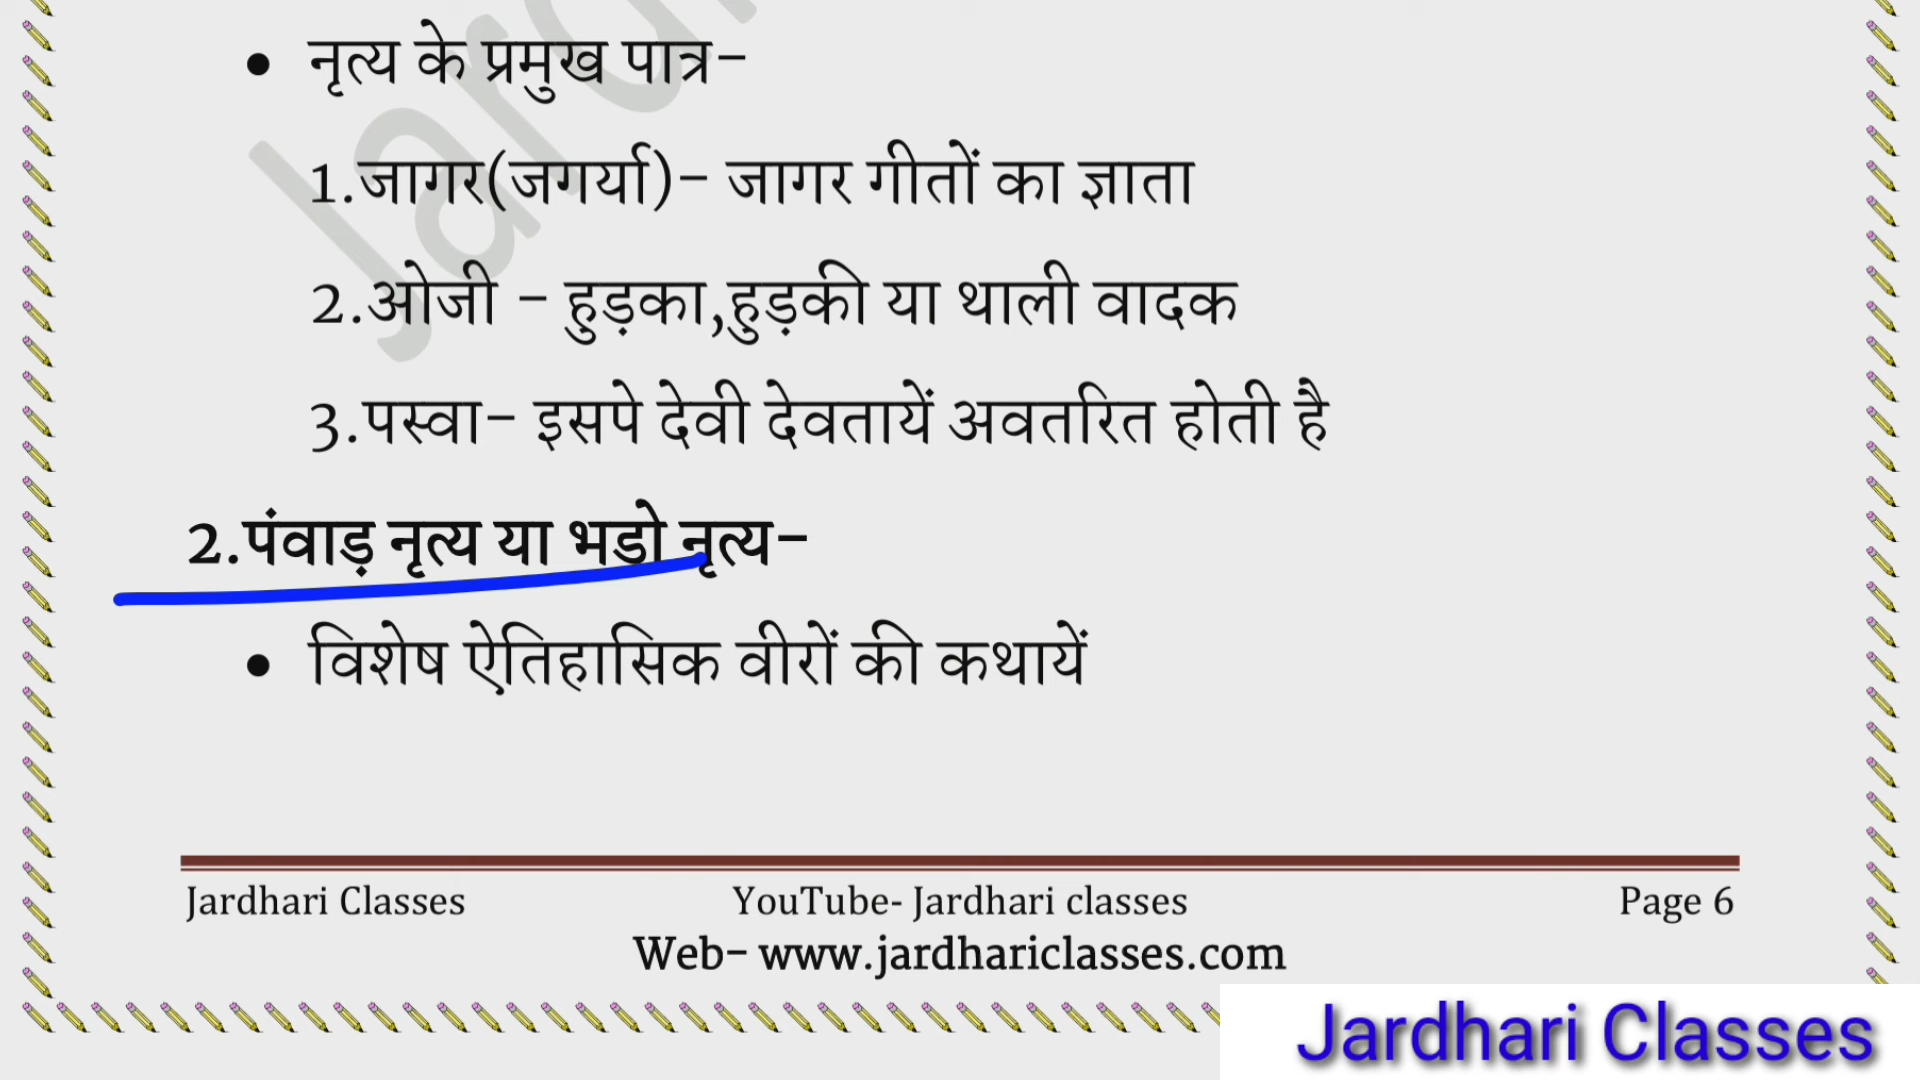 • नृत्य के प्रमुख पात्र-
1.जागर(जगर्या)- जागर गीतों का ज्ञाता
2.ओजी - हुड़का,हुड़की या थाली वादक
3.पस्वा- इसपे देवी देवतायें अवतरित होती है
2.पंवाड़ नृत्य या भडो नृत्य-
• विशेष ऐतिहासिक वीरों की कथायें
Jardhari Classes YouTube- Jardhari classes Page 6
Web- www.jardhariclasses.com
Jardhari Classes